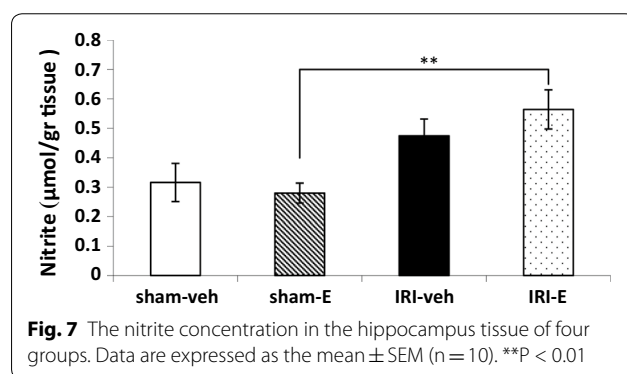 0.8
0.7
0.6
0.5
0.4
0.3
0.2
0.1
0
Nitrite (µmol/gr tissue )
**
sham-veh sham-E IRI-veh IRI-E
Fig. 7 The nitrite concentration in the hippocampus tissue of four
groups. Data are expressed as the mean ± SEM (n = 10). **P < 0.01